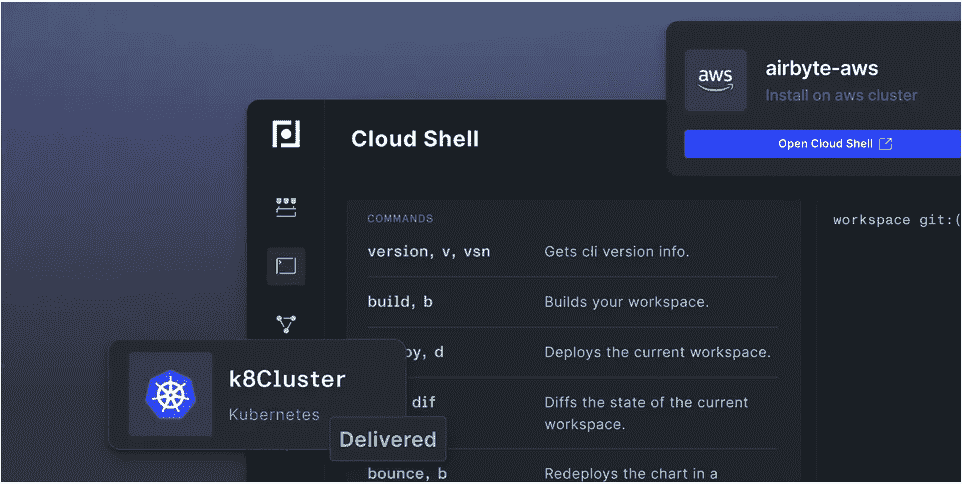 aws
airbyte-aws
Install on aws cluster
Open Cloud Shell
Cloud Shell
COMMANDS
workspace git:(
version, v, vsn Gets cli version info.
build, b Builds your workspace.
d Deploys the current workspace.
dif Diffs the state of the current
workspace.
bounce, b Redeploys the chart in a
k8Cluster
Kubernetes
Delivered